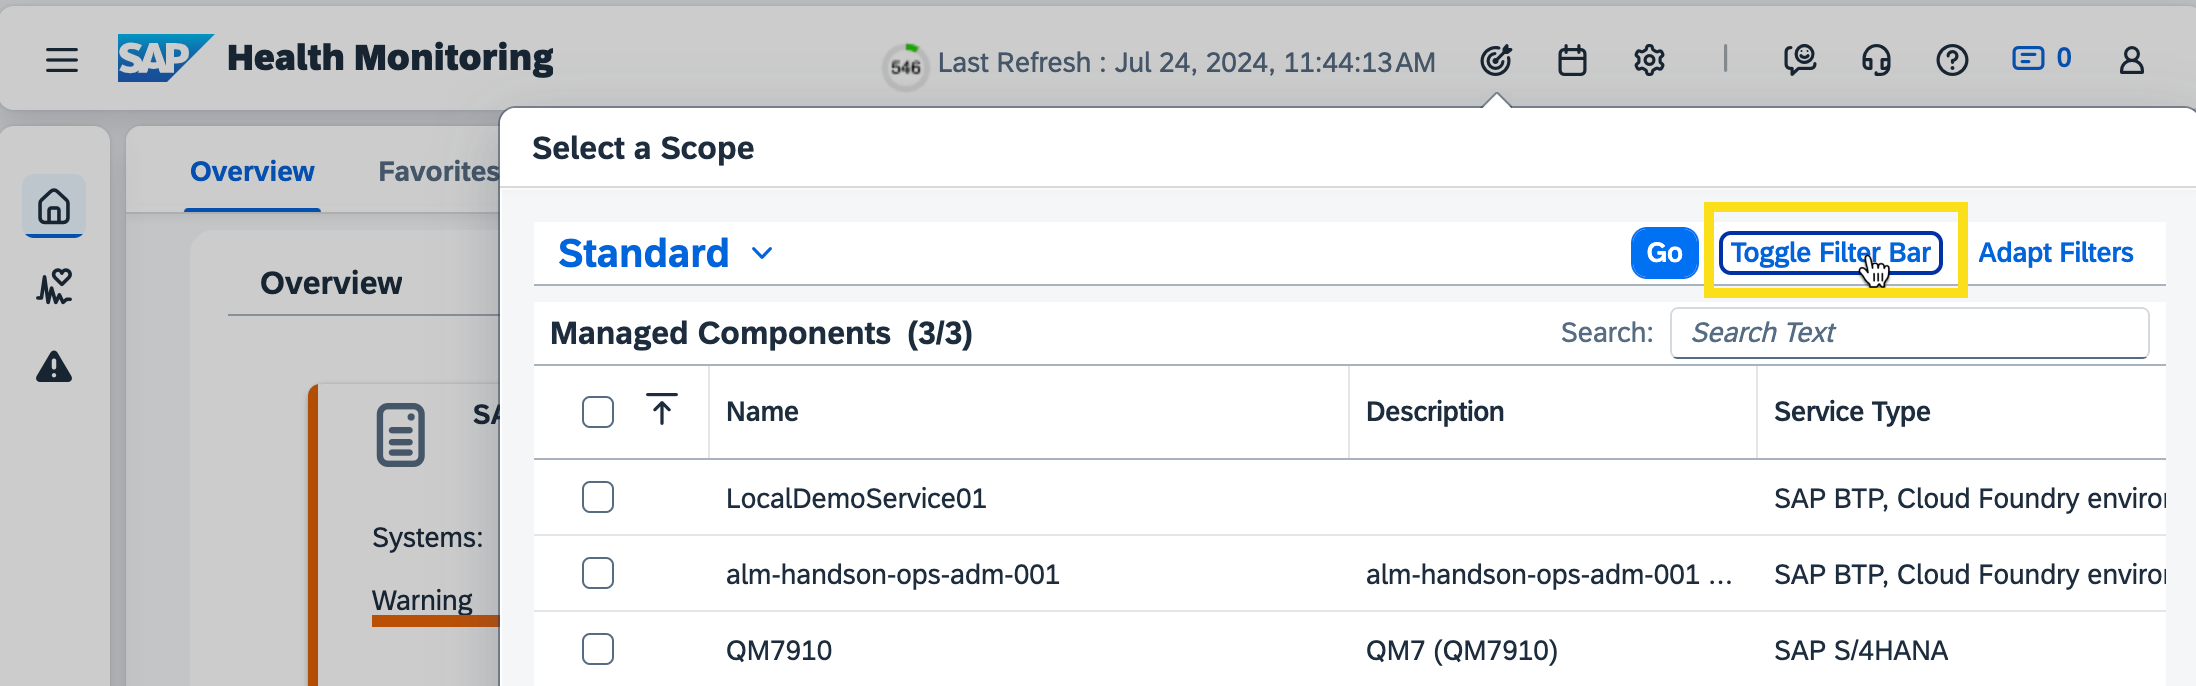 SAP Health Monitoring
546 Last Refresh : Jul 24, 2024, 11:44:13 AM
0
Overview Favorites
Select a Scope
Standard Go Toggle Filter Bar Adapt Filters
Overview
Managed Components (3/3) Search: Search Text
Name Description Service Type
LocalDemoService01 SAP BTP, Cloud Foundry
Systems:
alm-handson-ops-adm-001 alm-handson-ops-adm-001 ... SAP BTP, Cloud Foundry
Warning
QM7910 QM7 (QM7910) SAP S/4HANA